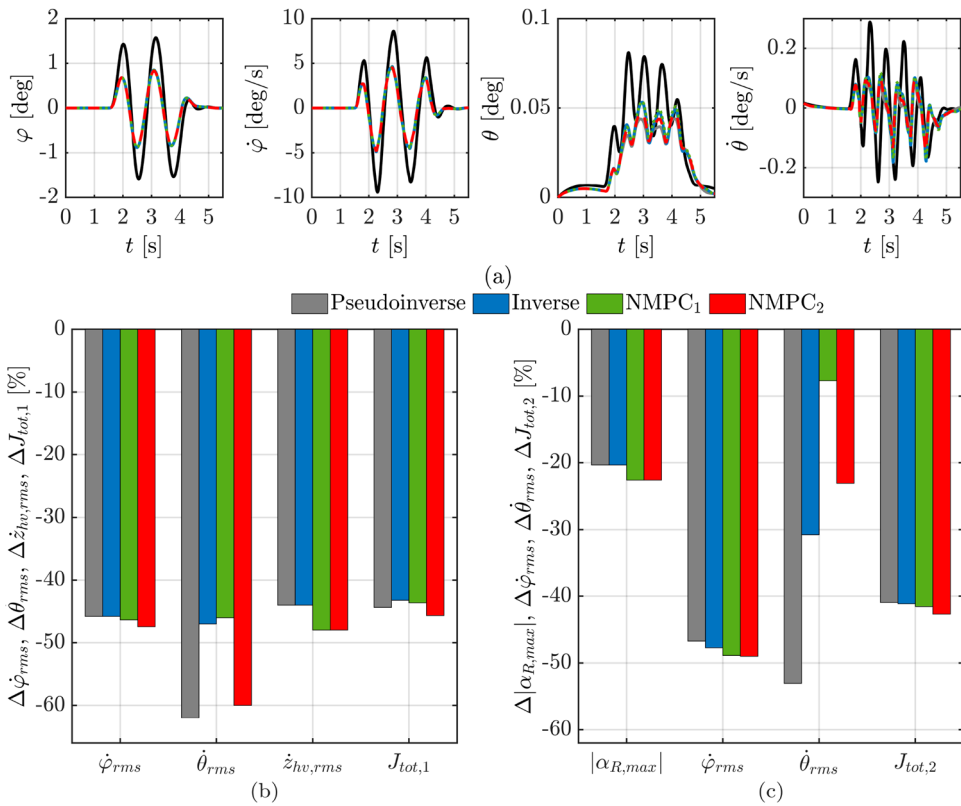 2
1
0
-1
-2
φ [deg]
0 1 2 3 4 5
t [s]
10
5
0
-5
-10
φ̇ [deg/s]
0 1 2 3 4 5
t [s]
0.1
0.05
0
θ [deg]
0 1 2 3 4 5
t [s]
0.2
0
-0.2
θ̇ [deg/s]
0 1 2 3 4 5
t [s]
(a)
Pseudoinverse Inverse NMPC₁ NMPC₂
Δφ̇rms, Δθ̇rms, Δżhv,rms, ΔJtot,1 [%]
0
-10
-20
-30
-40
-50
-60
φ̇rms θ̇rms żhv,rms Jtot,1
(b)
Δ|αR,max|, Δφ̇rms, Δθ̇rms, ΔJtot,2 [%]
0
-10
-20
-30
-40
-50
-60
|αR,max| φ̇rms θ̇rms Jtot,2
(c)